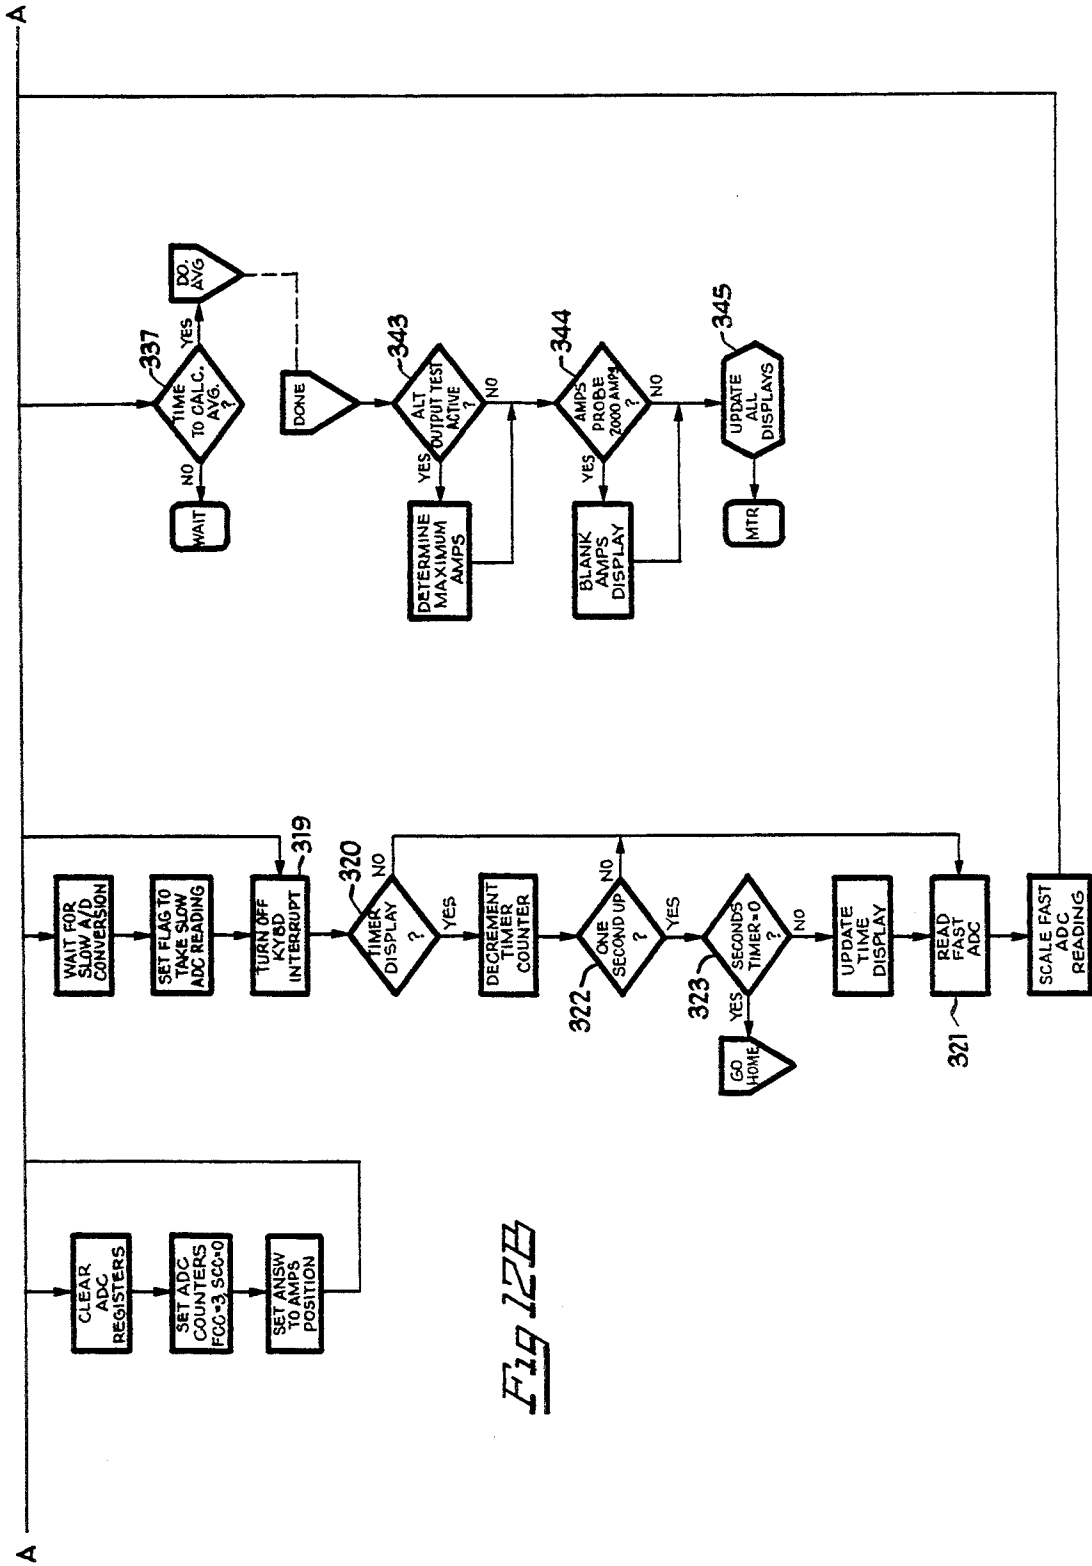 A
A
CLEAR
ADC
REGISTERS
SET ADC
COUNTERS
FCC=3, SCC=0
SET ANSW
TO AMPS
POSITION
WAIT FOR
SLOW A/D
CONVERSION
SET FLAG TO
TAKE SLOW
ADC READING
TURN OFF
KYBD
INTERRUPT
319
320
TIMER
DISPLAY
?
NO
YES
DECREMENT
TIMER
COUNTER
322
ONE
SECOND UP
?
NO
YES
323
SECONDS
TIMER=0
?
YES
NO
GO
HOME
UPDATE
TIME
DISPLAY
READ
FAST
ADC
321
SCALE FAST
ADC
READING
337
TIME
TO CALC.
AVG.
?
NO
YES
WAIT
DO.
AVG
DONE
343
ALT
OUTPUT TEST
ACTIVE
?
YES
NO
DETERMINE
MAXIMUM
AMPS
344
AMPS
PROBE
2000 AMPS
?
YES
NO
BLANK
AMPS
DISPLAY
345
UPDATE
ALL
DISPLAYS
MTR
Fig 12B